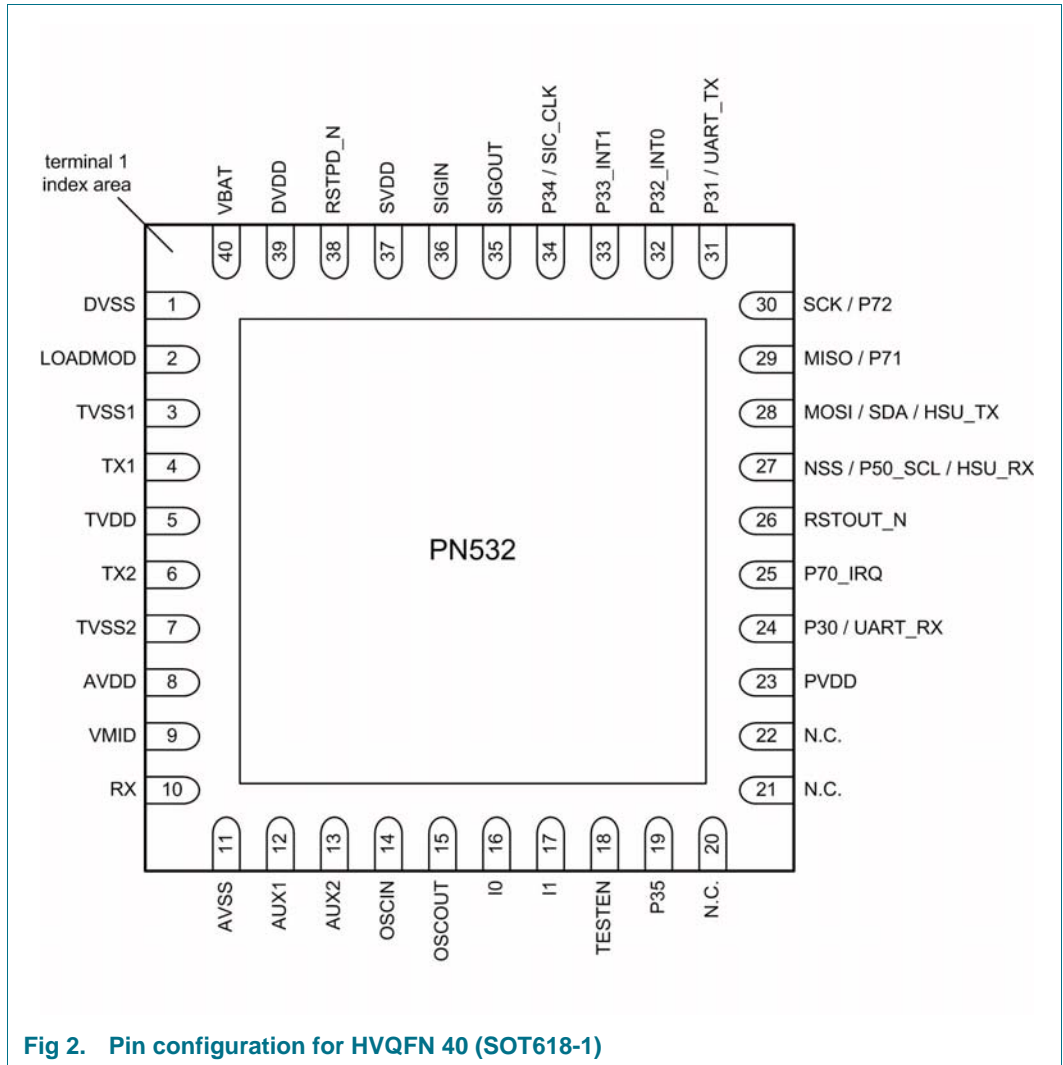 terminal 1
index area
VBAT
DVDD
RSTPD_N
SVDD
SIGIN
SIGOUT
P34 / SIC_CLK
P33_INT1
P32_INT0
P31 / UART_TX
40
39
38
37
36
35
34
33
32
31
DVSS 1
LOADMOD 2
TVSS1 3
TX1 4
TVDD 5
TX2 6
TVSS2 7
AVDD 8
VMID 9
RX 10
PN532
30 SCK / P72
29 MISO / P71
28 MOSI / SDA / HSU_TX
27 NSS / P50_SCL / HSU_RX
26 RSTOUT_N
25 P70_IRQ
24 P30 / UART_RX
23 PVDD
22 N.C.
21 N.C.
11
12
13
14
15
16
17
18
19
20
AVSS
AUX1
AUX2
OSCIN
OSCOUT
I0
I1
TESTEN
P35
N.C.
Fig 2. Pin configuration for HVQFN 40 (SOT618-1)